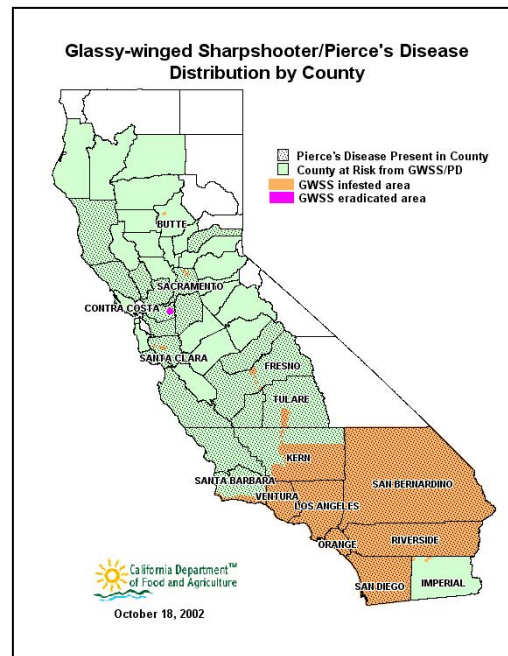 Glassy-winged Sharpshooter/Pierce's Disease
Distribution by County
Pierce's Disease Present in County
County at Risk from GWSS/PD
GWSS infested area
GWSS eradicated area
BUTTE
SACRAMENTO
CONTRA COSTA
SANTA CLARA
FRESNO
TULARE
KERN
SANTA BARBARA
SAN BERNARDINO
VENTURA
LOS ANGELES
ORANGE
RIVERSIDE
SAN DIEGO
IMPERIAL
California Department™
of Food and Agriculture
October 18, 2002